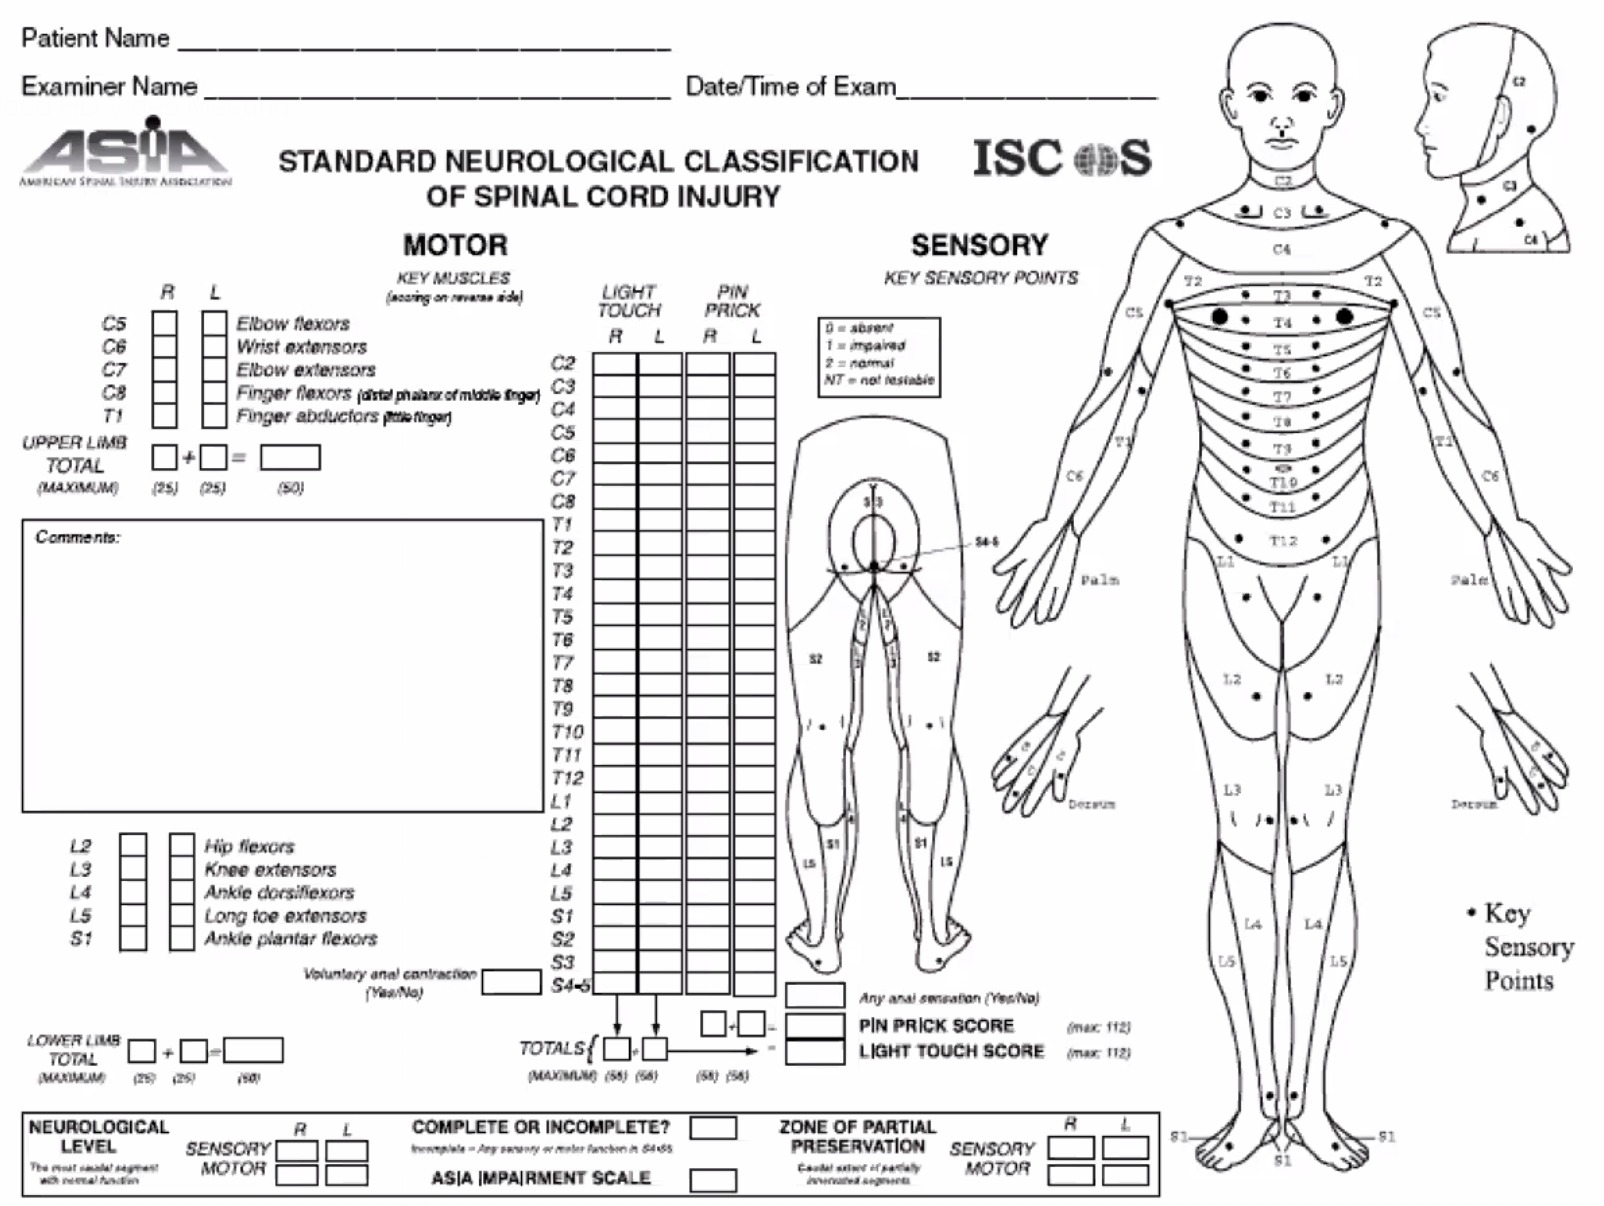 Patient Name
Examiner Name Date/Time of Exam
ASIA
AMERICAN SPINAL INJURY ASSOCIATION
STANDARD NEUROLOGICAL CLASSIFICATION
OF SPINAL CORD INJURY
ISCOS
MOTOR
KEY MUSCLES
(scoring on reverse side)
R L
C5 Elbow flexors
C6 Wrist extensors
C7 Elbow extensors
C8 Finger flexors (distal phalanx of middle finger)
T1 Finger abductors (little finger)
UPPER LIMB
TOTAL + =
(MAXIMUM) (25) (25) (50)
Comments:
L2 Hip flexors
L3 Knee extensors
L4 Ankle dorsiflexors
L5 Long toe extensors
S1 Ankle plantar flexors
Voluntary anal contraction
(Yes/No)
LOWER LIMB
TOTAL + =
(MAXIMUM) (25) (25) (50)
SENSORY
KEY SENSORY POINTS
LIGHT
TOUCH
R L
PIN
PRICK
R L
0 = absent
1 = impaired
2 = normal
NT = not testable
C2
C3
C4
C5
C6
C7
C8
T1
T2
T3
T4
T5
T6
T7
T8
T9
T10
T11
T12
L1
L2
L3
L4
L5
S1
S2
S3
S4-5
Any anal sensation (Yes/No)
+ = PIN PRICK SCORE (max: 112)
TOTALS { + = LIGHT TOUCH SCORE (max: 112)
(MAXIMUM) (56) (56) (56) (56)
S3
S4-5
L2 L2
L3 L3
S2 S2
L4 L4
S1 S1
L5 L5
C2
C3
C4
C2
C3
C4
T2 T2
T3
C5 C5
T4
T5
T6
T7
T8
T1 T1
T9
C6 C6
T10
T11
T12
L1 L1
Palm Palm
L2 L2
Dorsum Dorsum
L3 L3
L4 L4
L5 L5
S1 S1
S1
• Key
Sensory
Points
NEUROLOGICAL
LEVEL
The most caudal segment
with normal function
R L
SENSORY
MOTOR
COMPLETE OR INCOMPLETE?
Incomplete = Any sensory or motor function in S4-S5
ASIA IMPAIRMENT SCALE
ZONE OF PARTIAL
PRESERVATION
Caudal extent of partially
innervated segments
R L
SENSORY
MOTOR